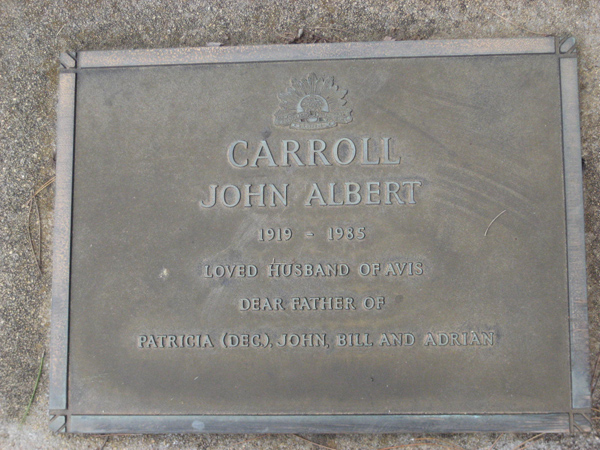 CARROLL
JOHN ALBERT
1919 - 1985
LOVED HUSBAND OF AVIS
DEAR FATHER OF
PATRICIA (DEC.), JOHN, BILL AND ADRIAN